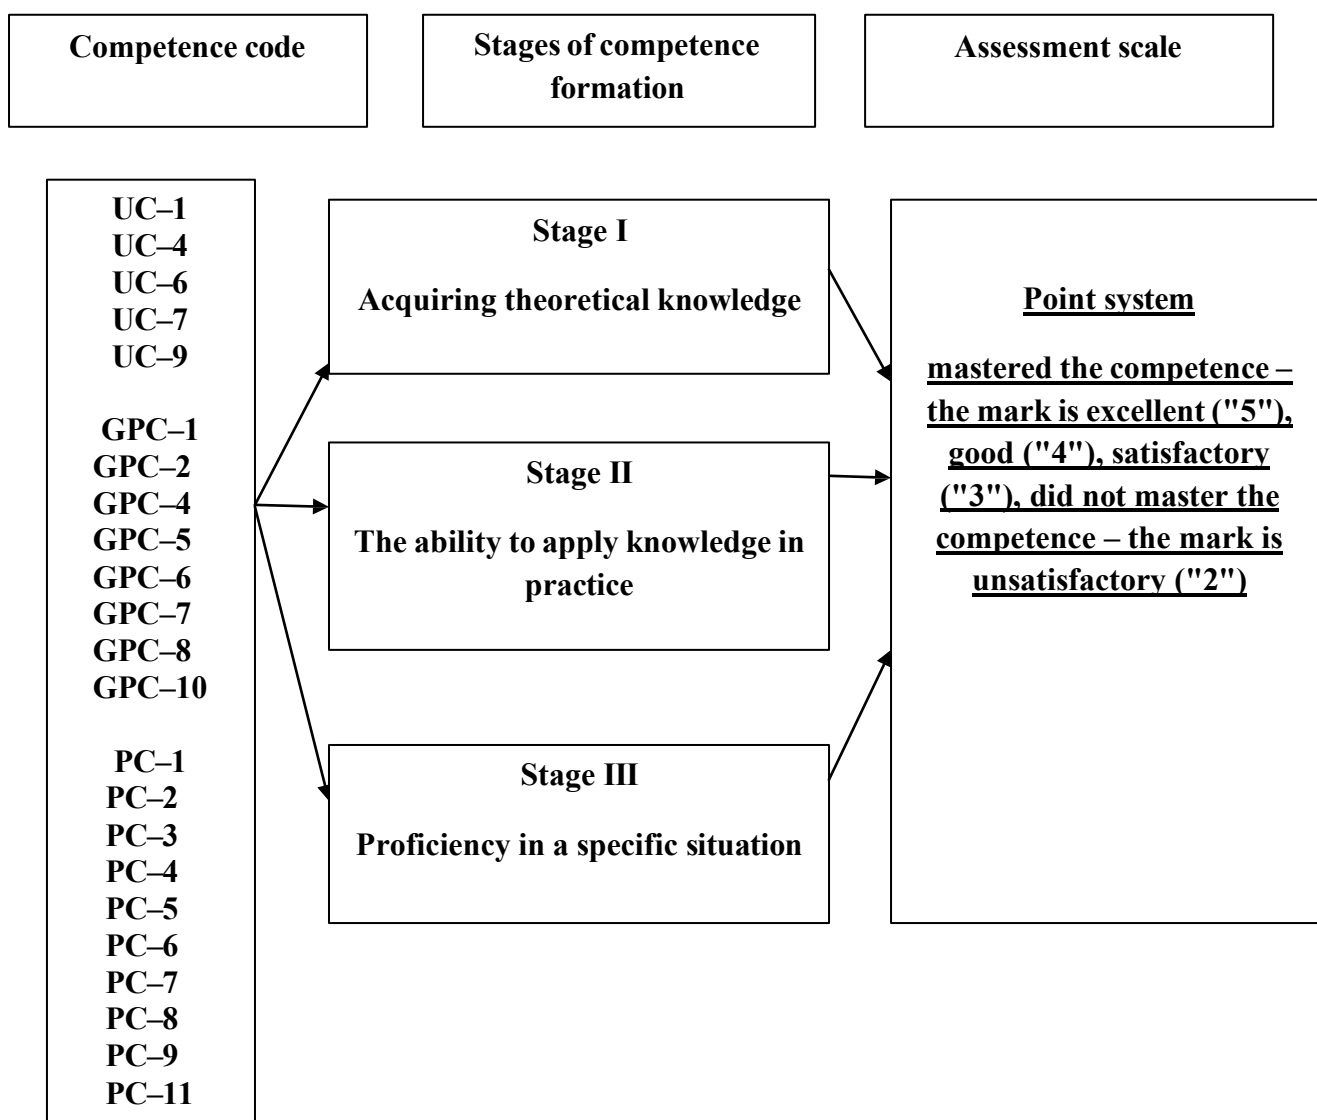 Competence code
Stages of competence
formation
Assessment scale
UC–1
UC–4
UC–6
UC–7
UC–9
GPC–1
GPC–2
GPC–4
GPC–5
GPC–6
GPC–7
GPC–8
GPC–10
PC–1
PC–2
PC–3
PC–4
PC–5
PC–6
PC–7
PC–8
PC–9
PC–11
Stage I
Acquiring theoretical knowledge
Stage II
The ability to apply knowledge in
practice
Stage III
Proficiency in a specific situation
Point system
mastered the competence –
the mark is excellent ("5"),
good ("4"), satisfactory
("3"), did not master the
competence – the mark is
unsatisfactory ("2")